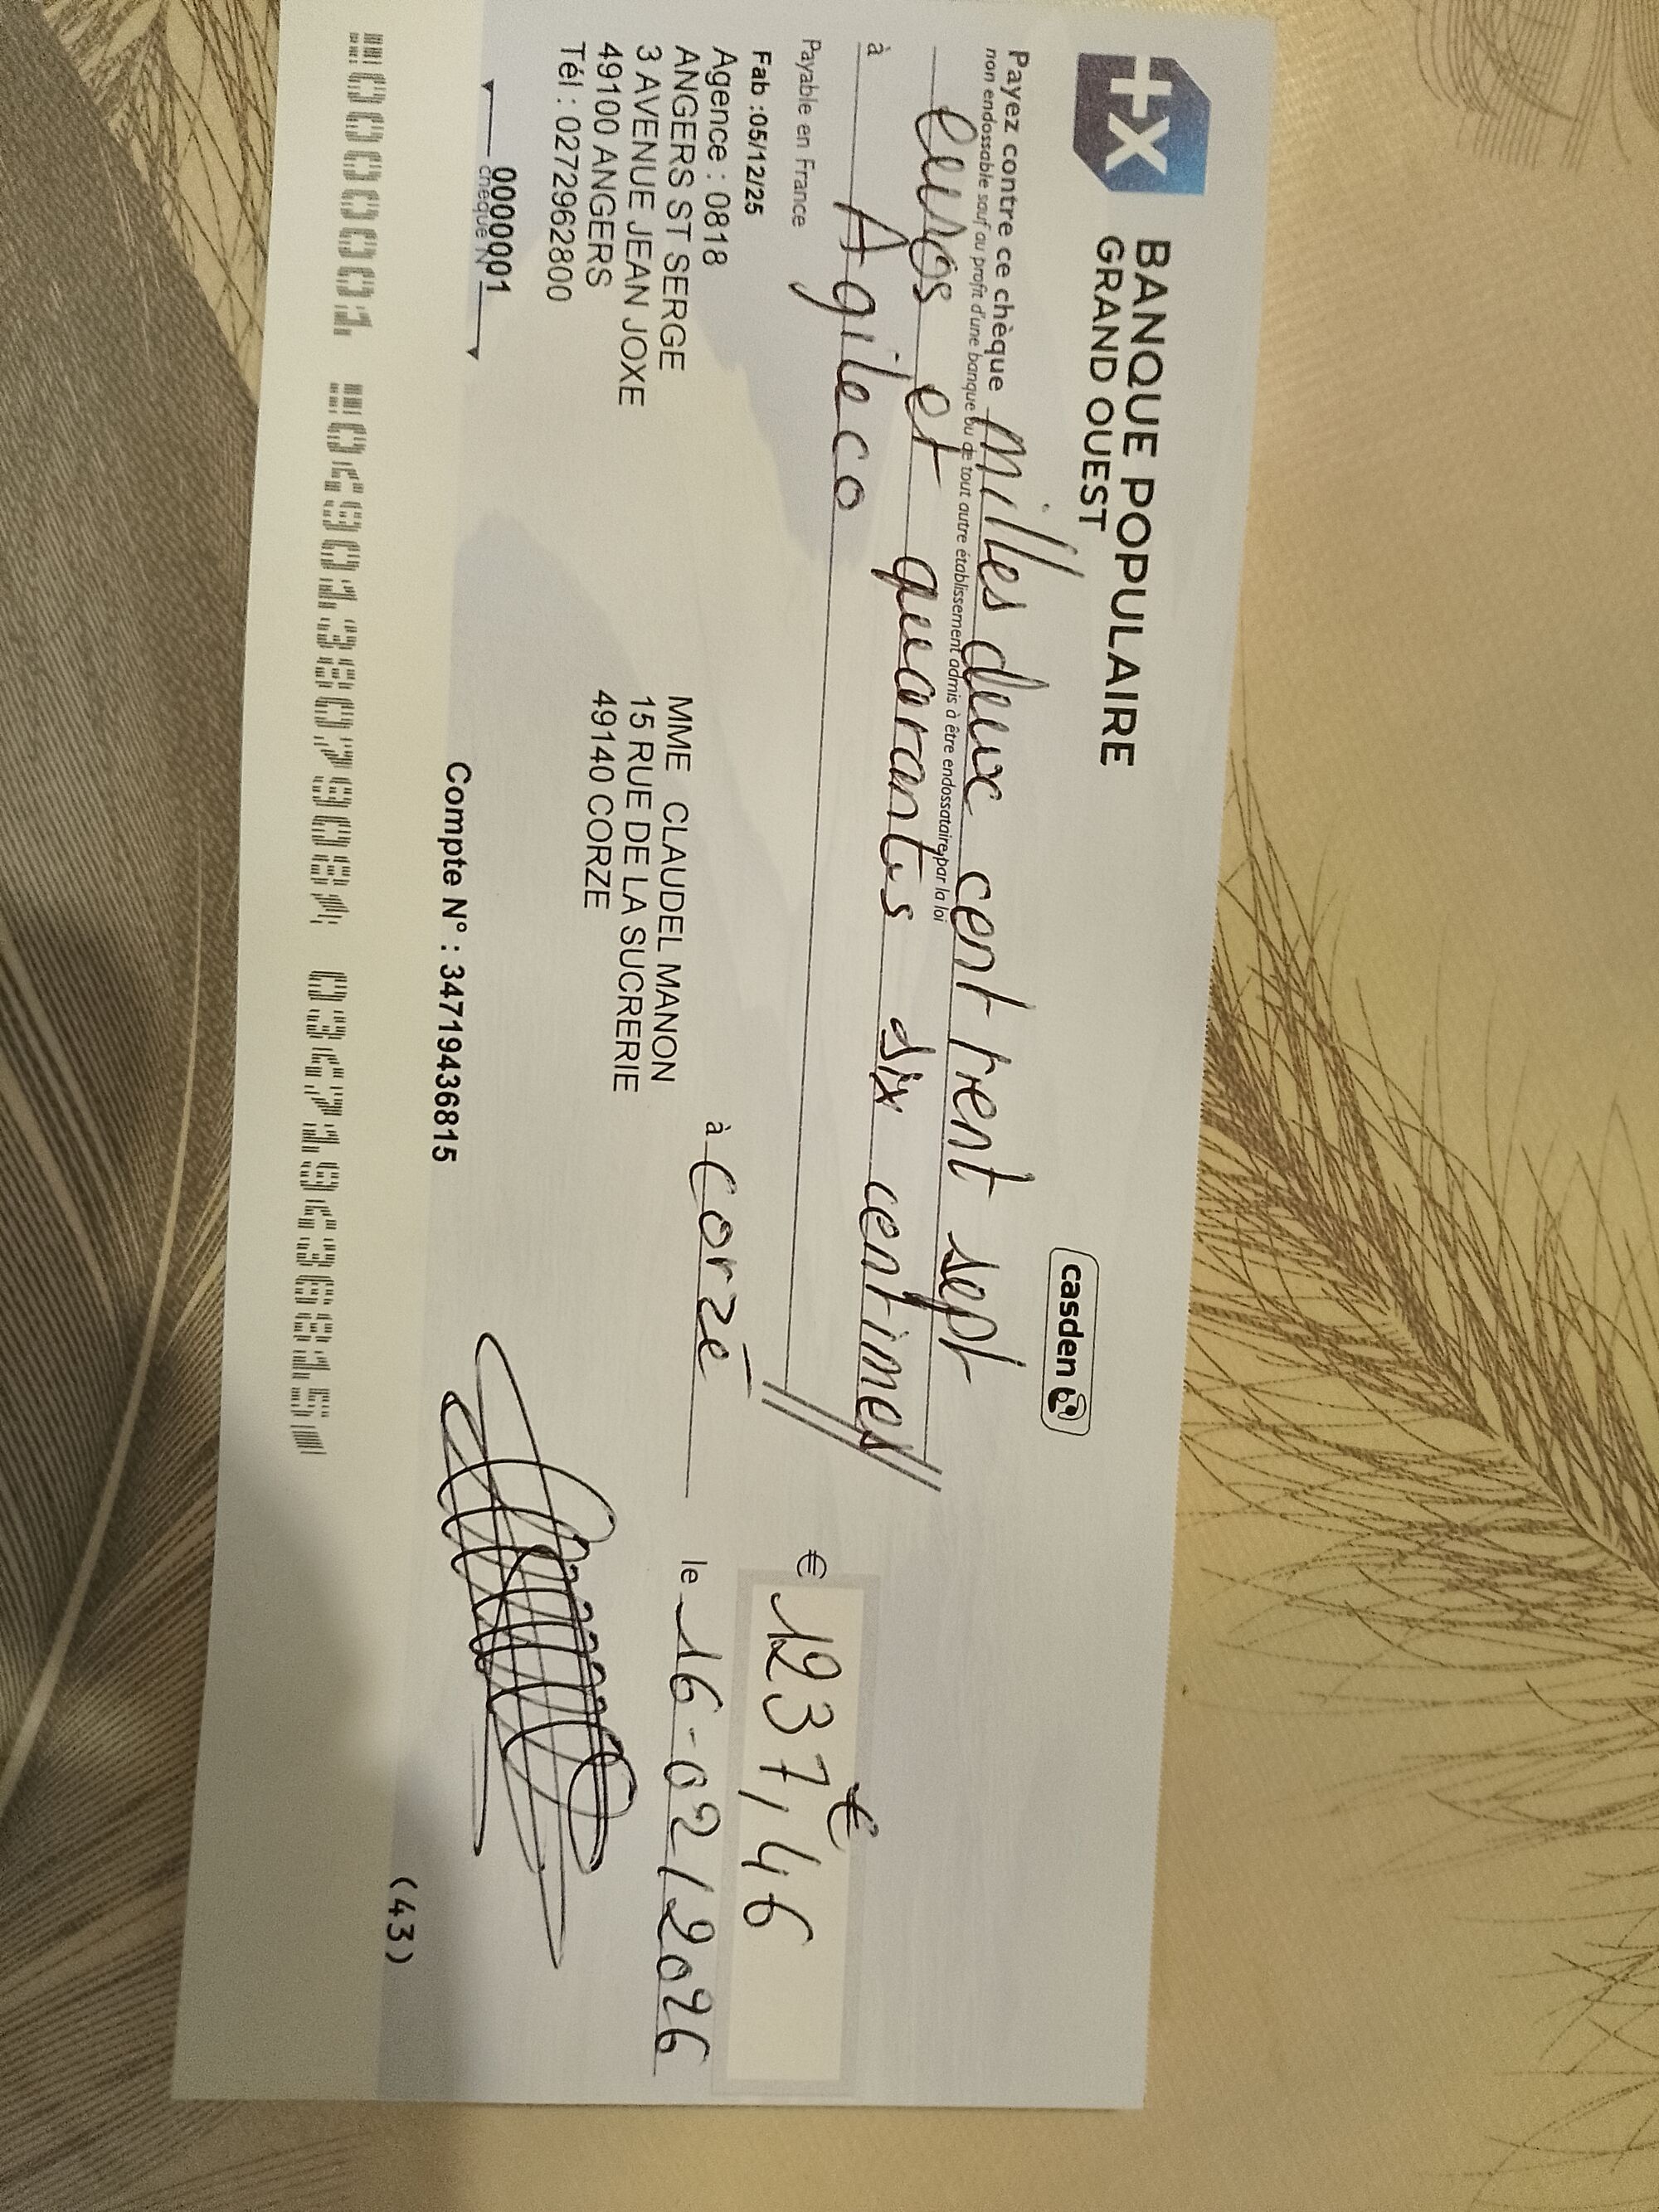 BANQUE POPULAIRE
GRAND OUEST
casden
Payez contre ce chèque Milles deux cent trent sept
non endossable sauf au profit d'une banque ou de tout autre établissement admis à être endossataire par la loi
euros et quarantes six centimes
à Agileco
€ 1237,46 €
Payable en France
à Corzé
le 16-02/2026
Fab :05/12/25
Agence : 0818
ANGERS ST SERGE
3 AVENUE JEAN JOXE
49100 ANGERS
Tél : 0272962800
MME CLAUDEL MANON
15 RUE DE LA SUCRERIE
49140 CORZE
0000001
chèque N°
Compte N° : 34719436815
(43)